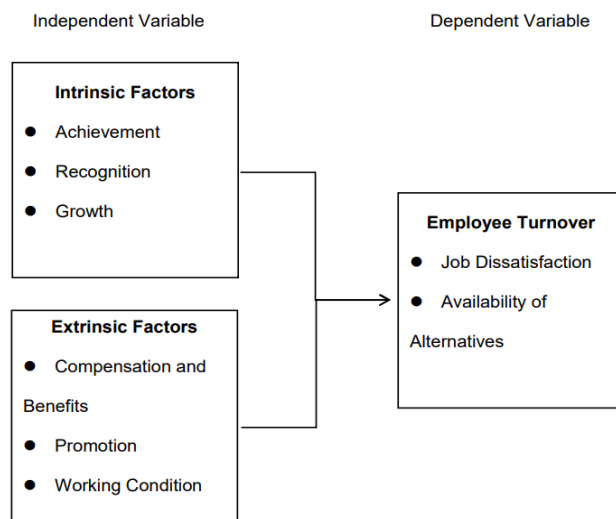 Independent Variable
Dependent Variable
Intrinsic Factors
● Achievement
● Recognition
● Growth
Extrinsic Factors
● Compensation and
Benefits
● Promotion
● Working Condition
Employee Turnover
● Job Dissatisfaction
● Availability of
Alternatives